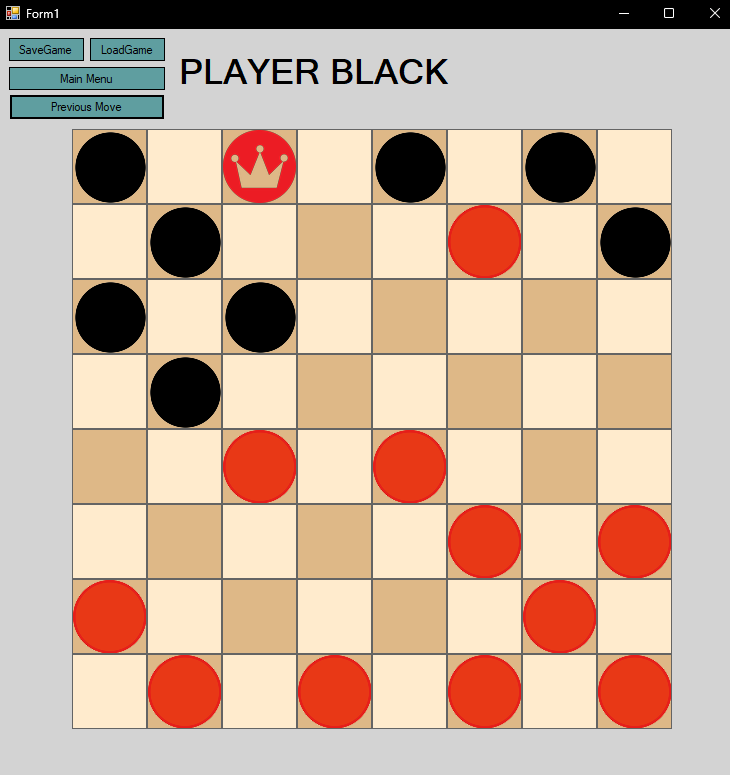 Form1
SaveGame LoadGame
Main Menu
Previous Move
PLAYER BLACK